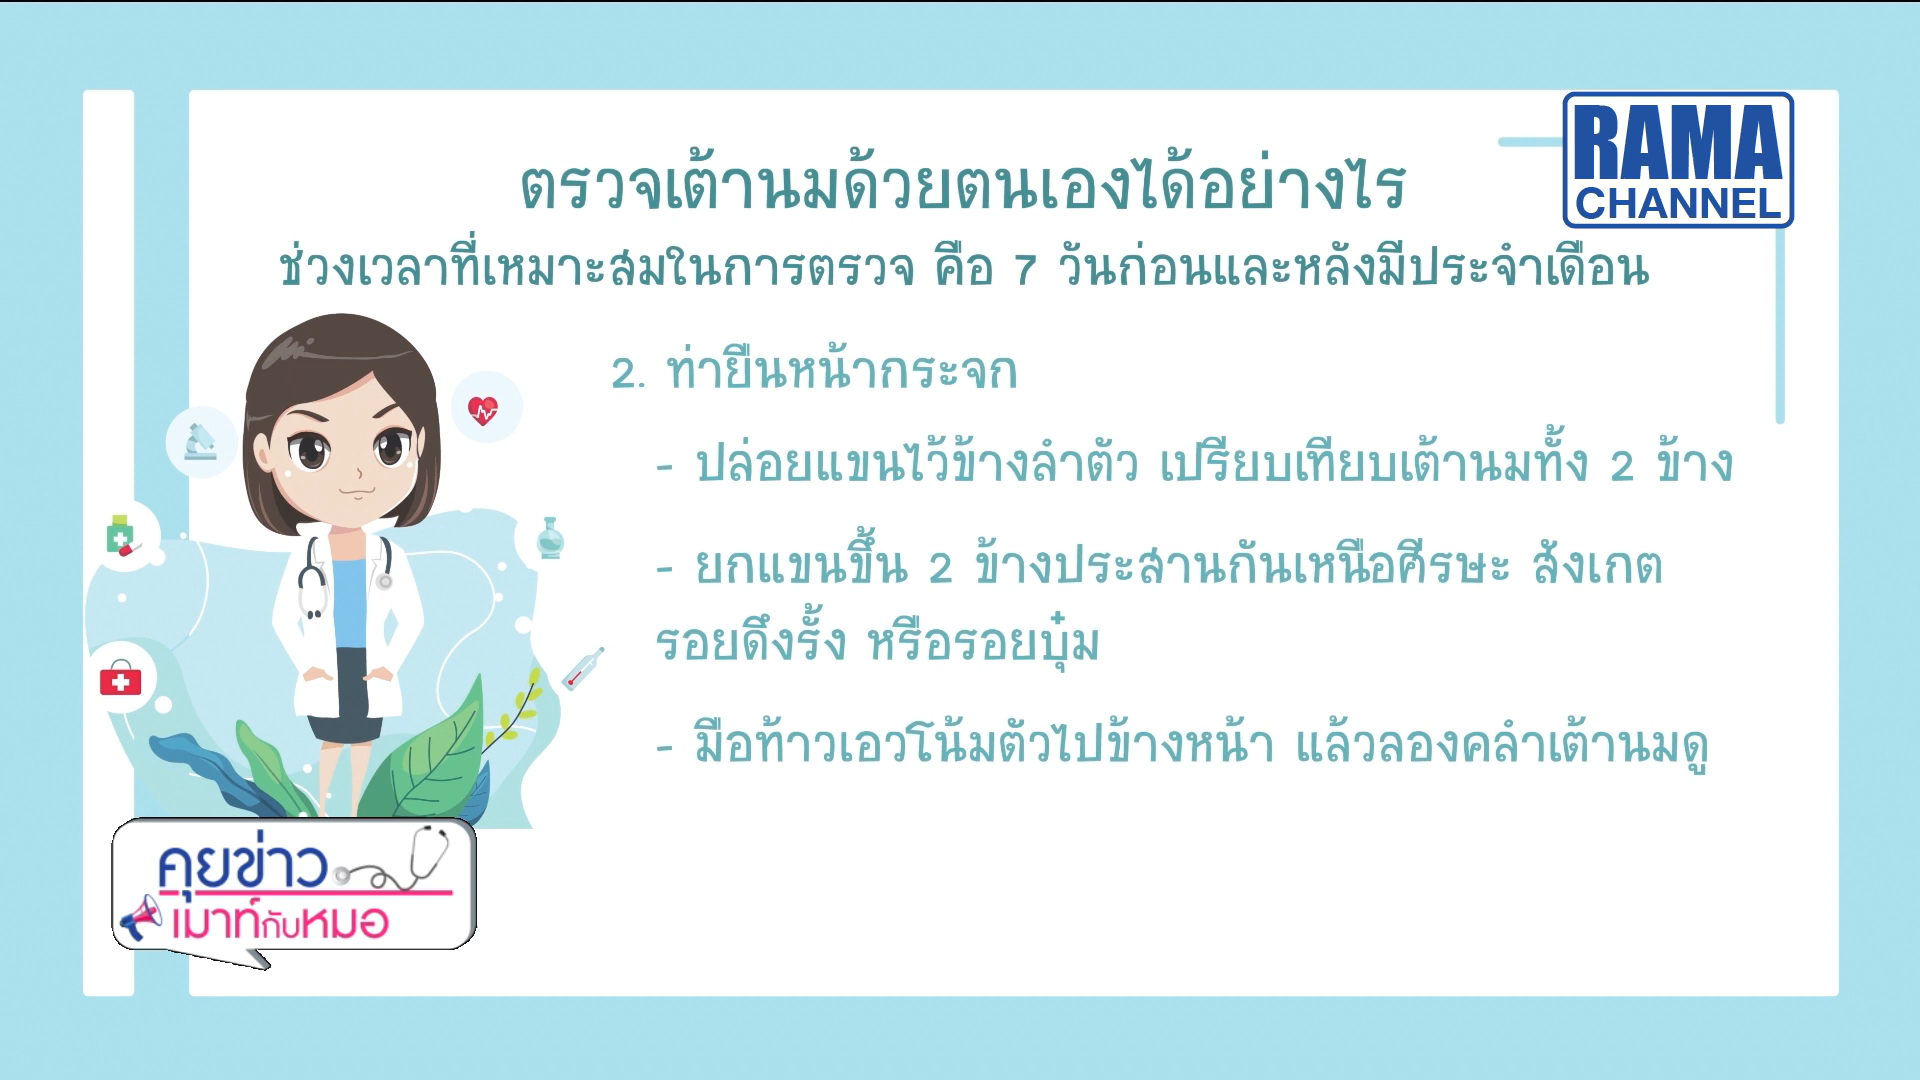 RAMA
CHANNEL
ตรวจเต้านมด้วยตนเองได้อย่างไร
ช่วงเวลาที่เหมาะสมในการตรวจ คือ 7 วันก่อนและหลังมีประจำเดือน
2. ท่ายืนหน้ากระจก
- ปล่อยแขนไว้ข้างลำตัว เปรียบเทียบเต้านมทั้ง 2 ข้าง
- ยกแขนขึ้น 2 ข้างประสานกันเหนือศีรษะ สังเกต
รอยดึงรั้ง หรือรอยบุ๋ม
- มือท้าวเอวโน้มตัวไปข้างหน้า แล้วลองคลำเต้านมดู
คุยข่าว
เมาท์กับหมอ